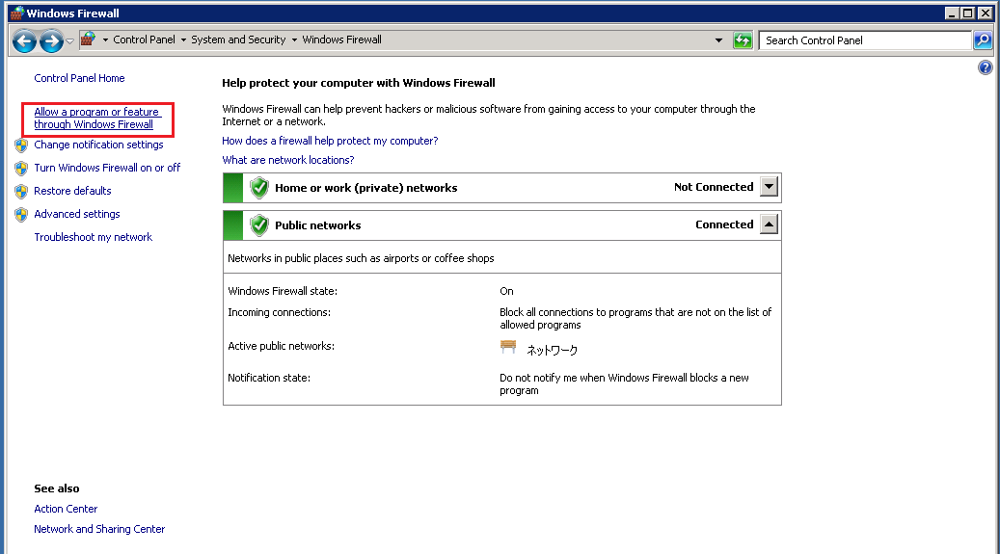 Windows Firewall
Control Panel
System and Security
Windows Firewall
Search Control Panel
Control Panel Home
Allow a program or feature
through Windows Firewall
Change notification settings
Turn Windows Firewall on or off
Restore defaults
Advanced settings
Troubleshoot my network
Help protect your computer with Windows Firewall
Windows Firewall can help prevent hackers or malicious software from gaining access to your computer through the
Internet or a network.
How does a firewall help protect my computer?
What are network locations?
Home or work (private) networks Not Connected
Public networks Connected
Networks in public places such as airports or coffee shops
Windows Firewall state: On
Incoming connections: Block all connections to programs that are not on the list of
allowed programs
Active public networks: ネットワーク
Notification state: Do not notify me when Windows Firewall blocks a new
program
See also
Action Center
Network and Sharing Center